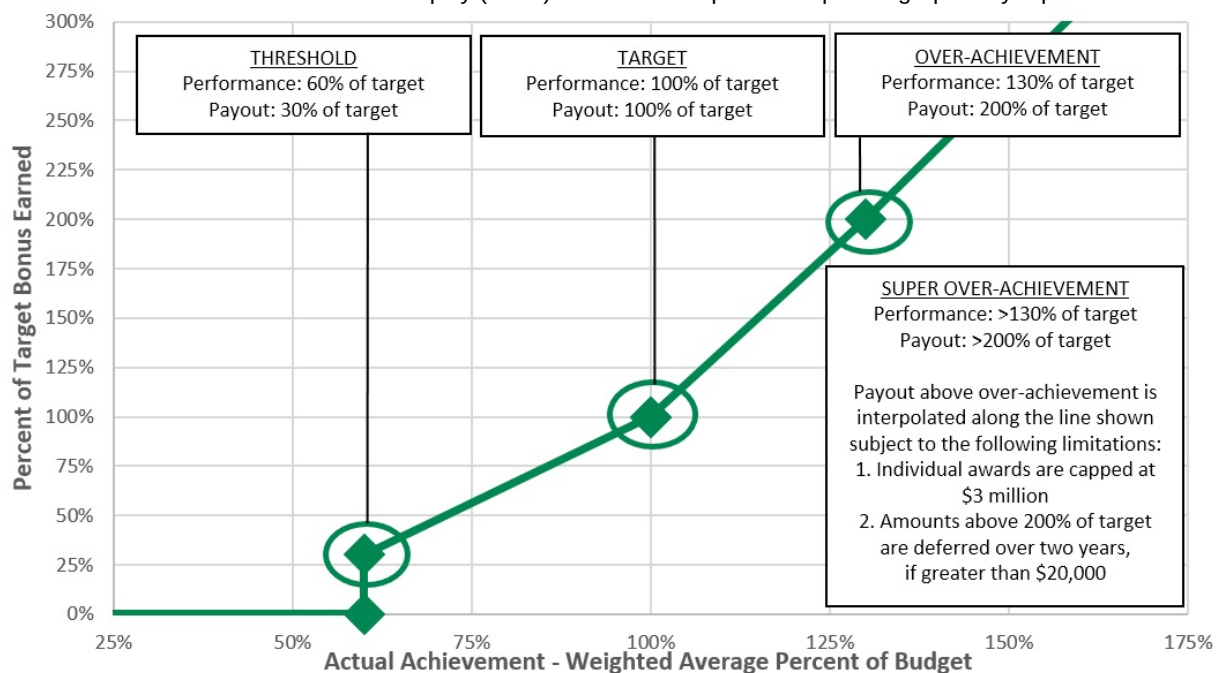 300%
275%
250%
225%
200%
175%
150%
125%
100%
75%
50%
25%
0%
Percent of Target Bonus Earned
THRESHOLD
Performance: 60% of target
Payout: 30% of target
TARGET
Performance: 100% of target
Payout: 100% of target
OVER-ACHIEVEMENT
Performance: 130% of target
Payout: 200% of target
SUPER OVER-ACHIEVEMENT
Performance: >130% of target
Payout: >200% of target
Payout above over-achievement is
interpolated along the line shown
subject to the following limitations:
1. Individual awards are capped at
$3 million
2. Amounts above 200% of target
are deferred over two years,
if greater than $20,000
25%
50%
75%
100%
125%
150%
175%
Actual Achievement - Weighted Average Percent of Budget